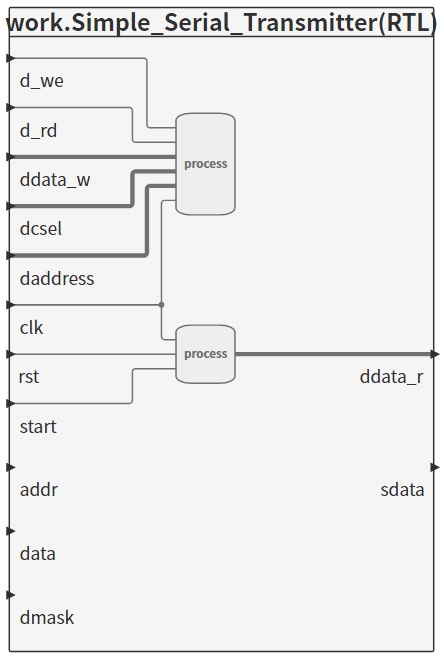 work.Simple_Serial_Transmitter(RTL)
d_we
d_rd
process
ddata_w
dcsel
daddress
clk
process
rst
ddata_r
start
addr
sdata
data
dmask